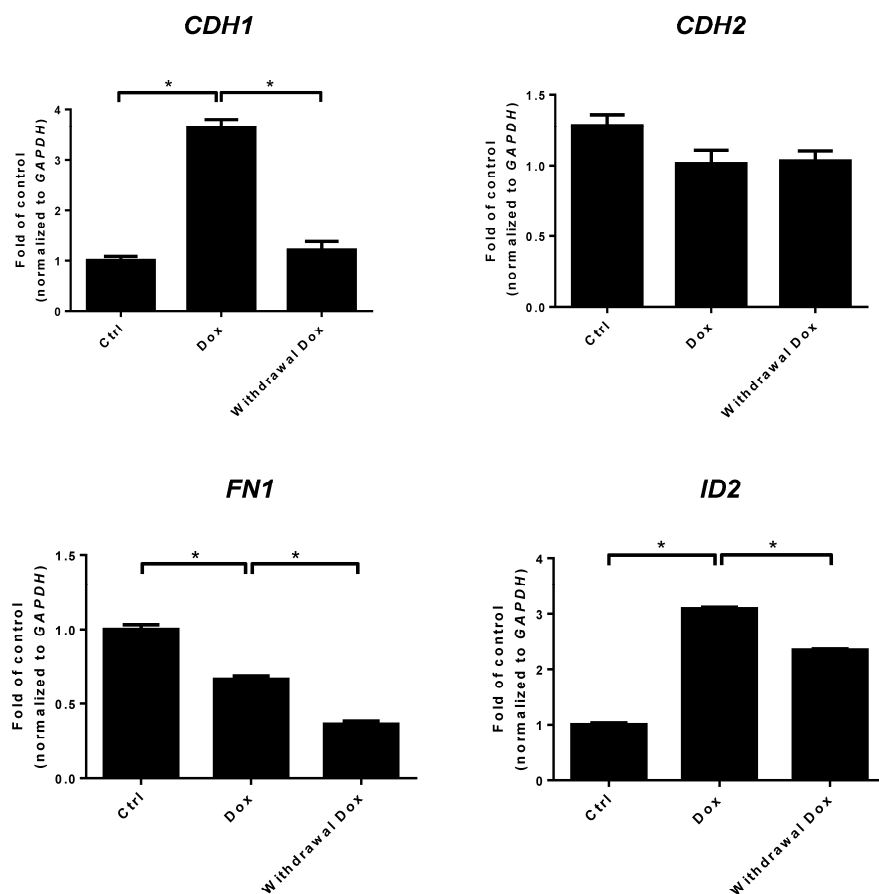 CDH1
*
*
Fold of control
(normalized to GAPDH)
4
3
2
1
0
Ctrl
Dox
Withdrawal Dox
CDH2
Fold of control
(normalized to GAPDH)
1.5
1.0
0.5
0.0
Ctrl
Dox
Withdrawal Dox
FN1
*
*
Fold of control
(normalized to GAPDH)
1.5
1.0
0.5
0.0
Ctrl
Dox
Withdrawal Dox
ID2
*
*
Fold of control
(normalized to GAPDH)
4
3
2
1
0
Ctrl
Dox
Withdrawal Dox